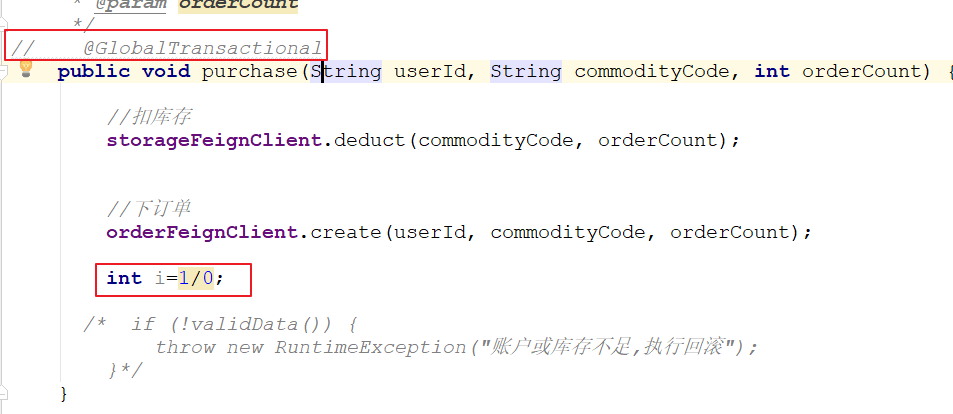 * @param orderCount
*/
// @GlobalTransactional
public void purchase(String userId, String commodityCode, int orderCount) {
//扣库存
storageFeignClient.deduct(commodityCode, orderCount);
//下订单
orderFeignClient.create(userId, commodityCode, orderCount);
int i=1/0;
/* if (!validData()) {
throw new RuntimeException("账户或库存不足,执行回滚");
}*/
}